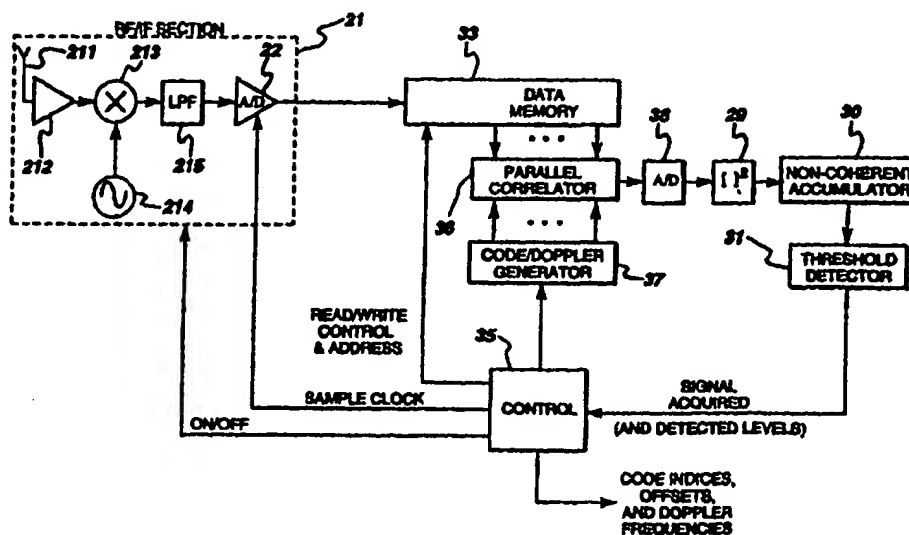 RF/IF SECTION
21
211
213
22
33
A/D
LPF
DATA
MEMORY
38
29
30
212
215
• • •
PARALLEL
CORRELATOR
A/D
[ ]²
NON-COHERENT
ACCUMULATOR
214
36
• • •
31
CODE/DOPPLER
GENERATOR
THRESHOLD
DETECTOR
37
READ/WRITE
CONTROL
& ADDRESS
35
SAMPLE CLOCK
CONTROL
SIGNAL
ACQUIRED
ON/OFF
(AND DETECTED LEVELS)
CODE INDICES,
OFFSETS,
AND DOPPLER
FREQUENCIES